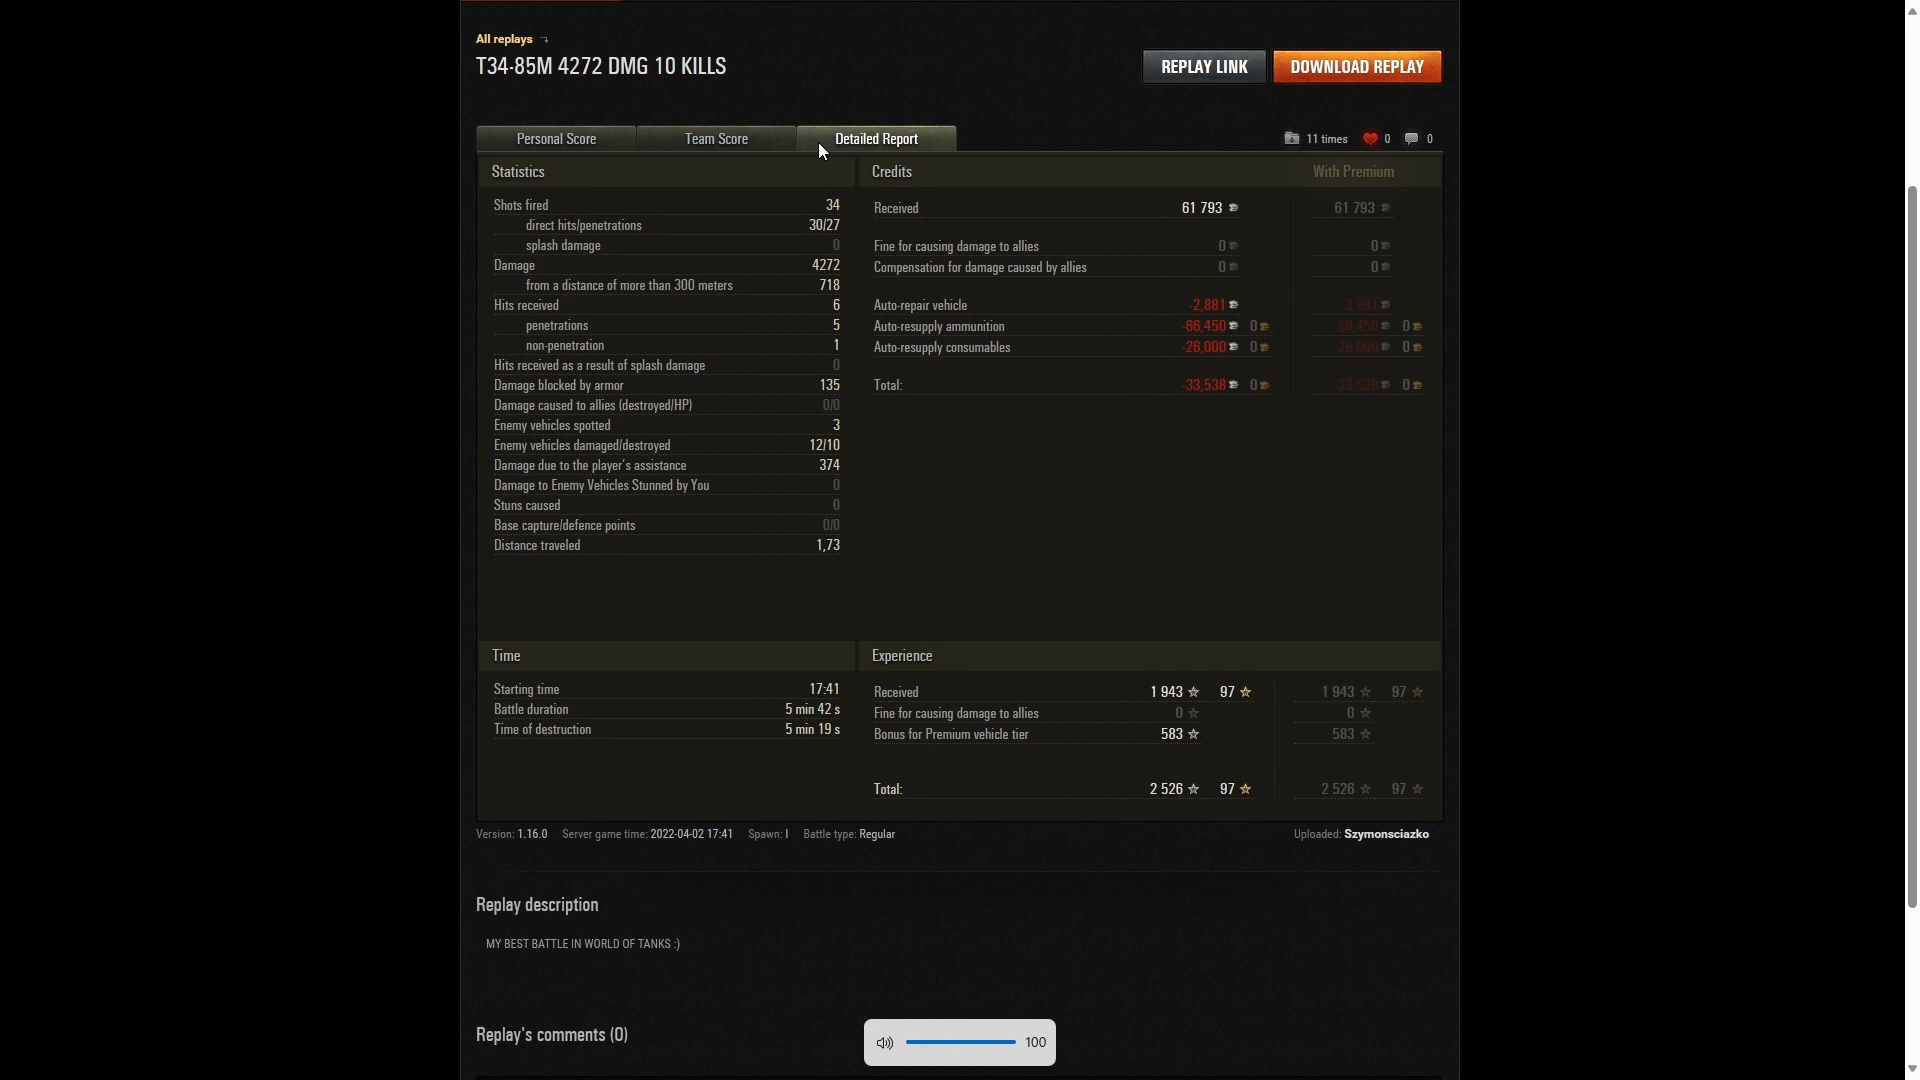 All replays
T34-85M 4272 DMG 10 KILLS
REPLAY LINK
DOWNLOAD REPLAY
Personal Score
Team Score
Detailed Report
11 times
0
0
Statistics
Shots fired 34
direct hits/penetrations 30/27
splash damage 0
Damage 4272
from a distance of more than 300 meters 718
Hits received 6
penetrations 5
non-penetration 1
Hits received as a result of splash damage 0
Damage blocked by armor 135
Damage caused to allies (destroyed/HP) 0/0
Enemy vehicles spotted 3
Enemy vehicles damaged/destroyed 12/10
Damage due to the player's assistance 374
Damage to Enemy Vehicles Stunned by You 0
Stuns caused 0
Base capture/defence points 0/0
Distance traveled 1,73
Credits With Premium
Received 61 793 61 793
Fine for causing damage to allies 0 0
Compensation for damage caused by allies 0 0
Auto-repair vehicle -2,881 -2,881
Auto-resupply ammunition -66,450 0 -66,450 0
Auto-resupply consumables -26,000 0 -26,000 0
Total: -33,538 0 -33,538 0
Time
Starting time 17:41
Battle duration 5 min 42 s
Time of destruction 5 min 19 s
Experience
Received 1 943 97 1 943 97
Fine for causing damage to allies 0 0
Bonus for Premium vehicle tier 583 583
Total: 2 526 97 2 526 97
Version: 1.16.0 Server game time: 2022-04-02 17:41 Spawn: I Battle type: Regular
Uploaded: Szymonsciazko
Replay description
MY BEST BATTLE IN WORLD OF TANKS :)
Replay's comments (0)
100